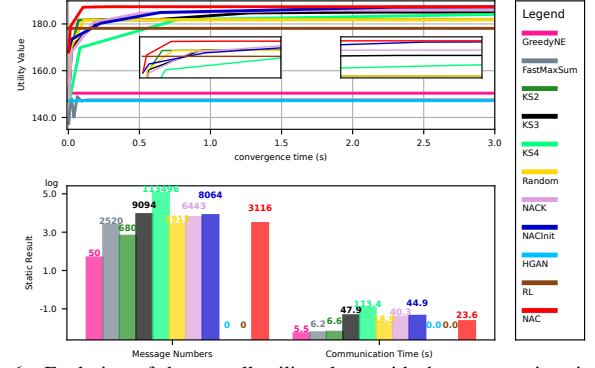 Legend
GreedyNE
FastMaxSum
KS2
KS3
KS4
Random
NACK
NACInit
HGAN
RL
NAC
Utility Value
180.0
160.0
140.0
0.0 0.5 1.0 1.5 2.0 2.5 3.0
convergence time (s)
log
5.0
3.0
1.0
-1.0
Static Result
50 2520 680 9094 113496 6443 8064 0 0 3116
5.5 6.2 6.6 47.9 113.4 40.3 44.9 0.0 0.0 23.6
Message Numbers Communication Time (s)